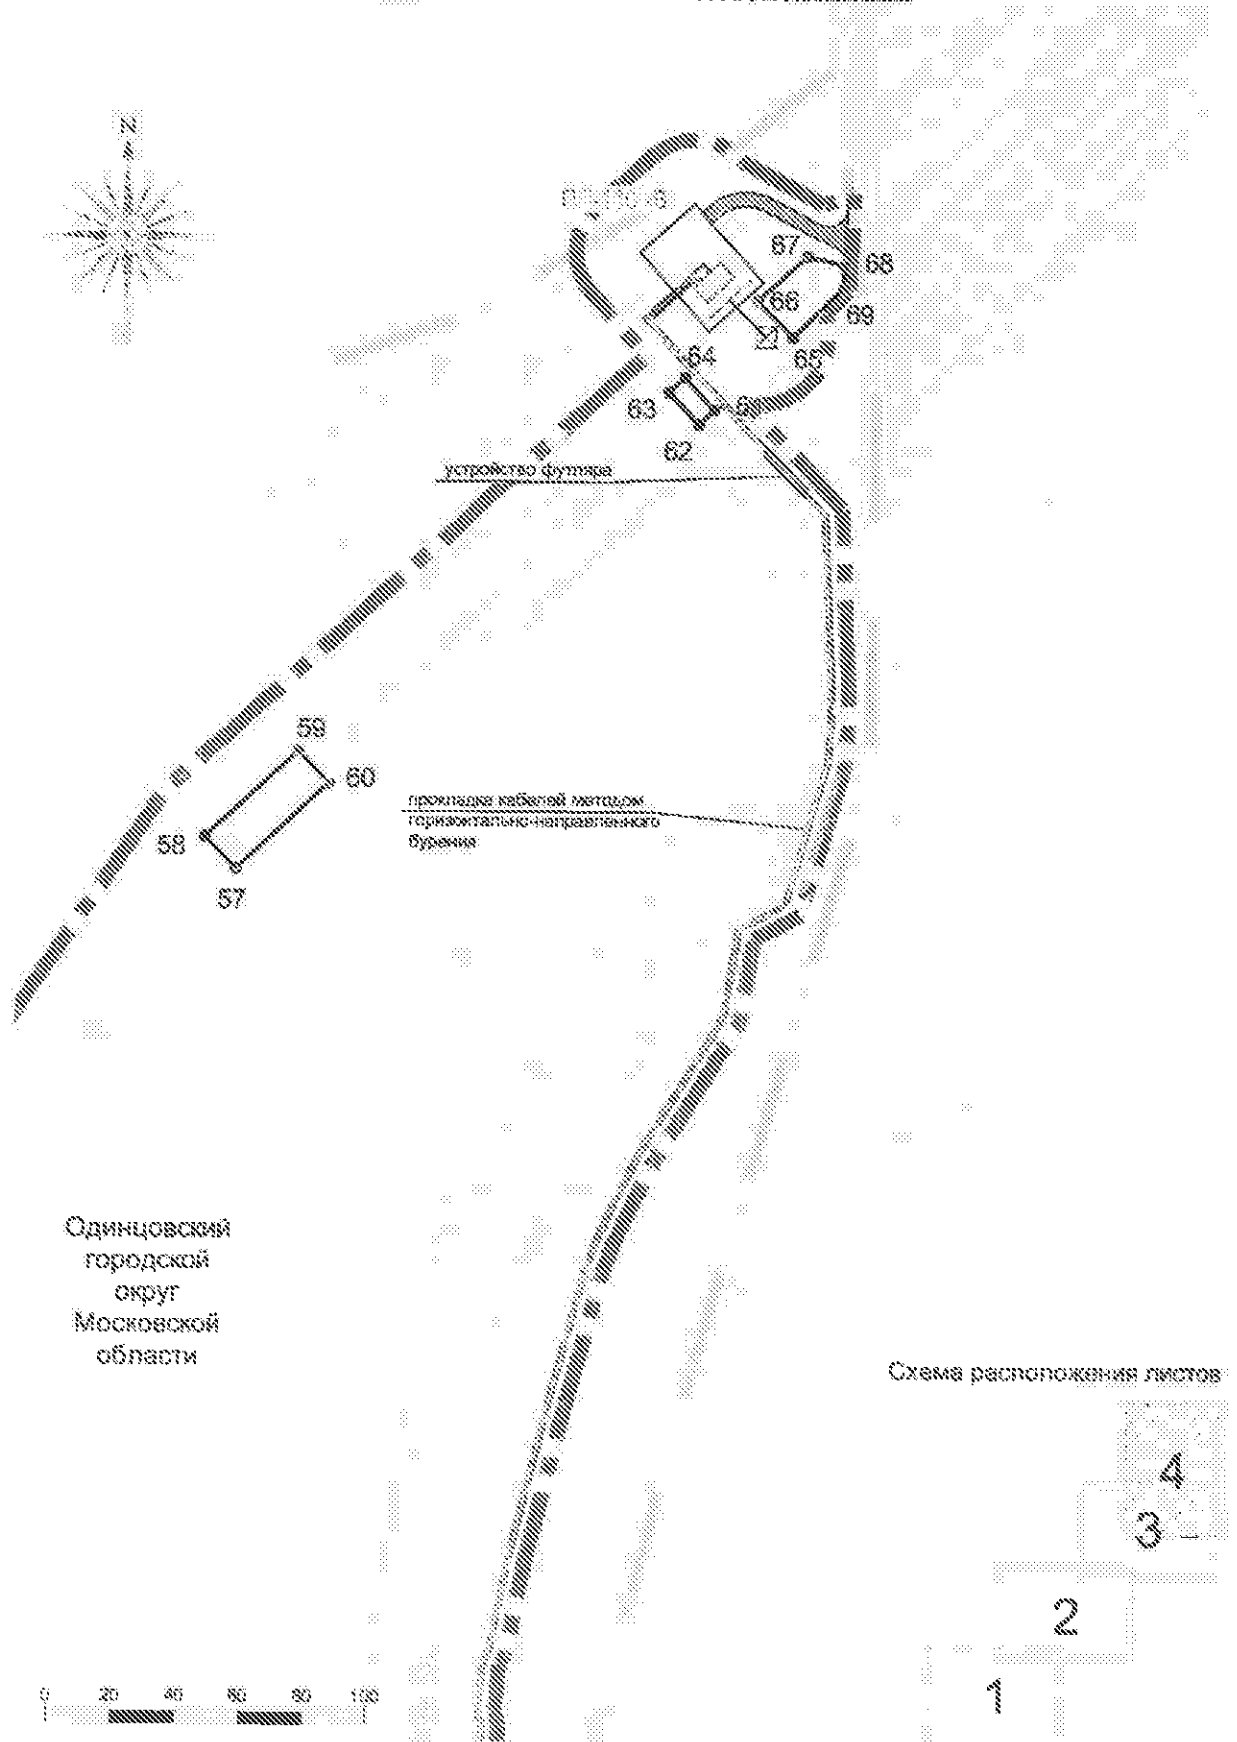 N
67
68
66
69
65
64
63
62
устройство футляра
59
60
58
57
прокладка кабелей методом
горизонтально-направленного
бурения
Одинцовский
городской
округ
Московской
области
Схема расположения листов
4
3
2
1
0 20 40 60 80 100